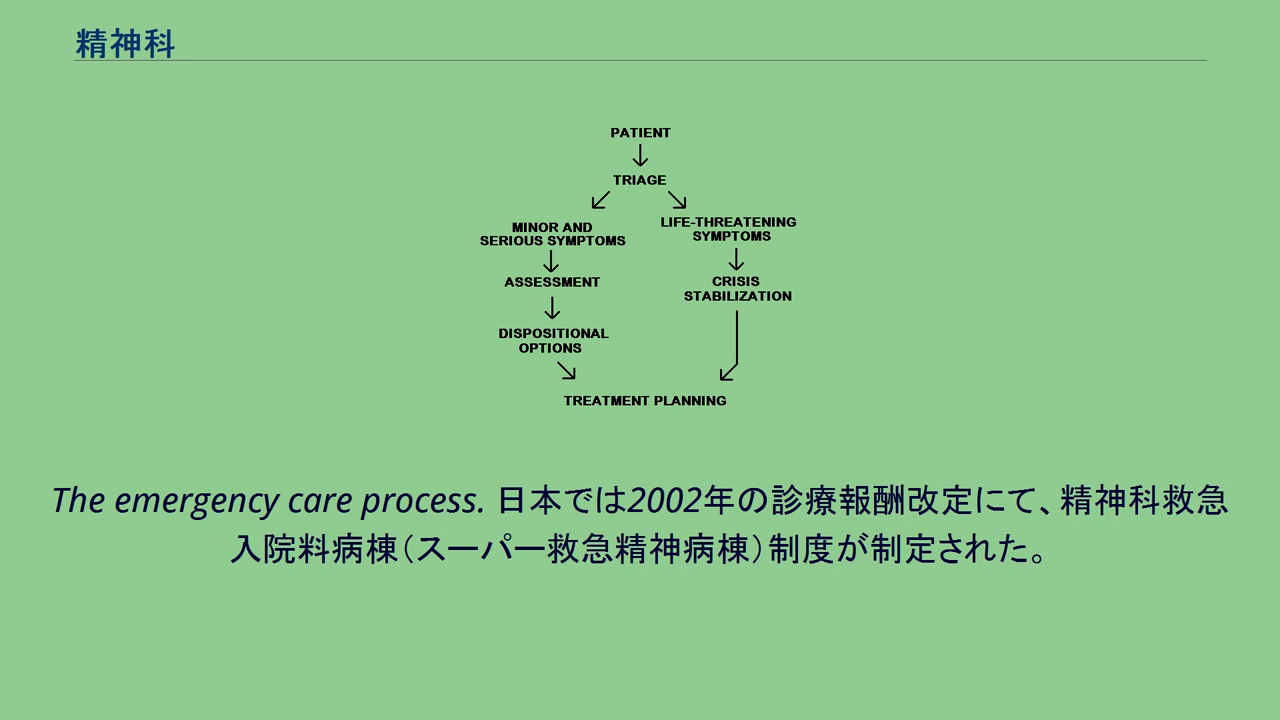 精神科
PATIENT
TRIAGE
MINOR AND
SERIOUS SYMPTOMS
LIFE-THREATENING
SYMPTOMS
ASSESSMENT
CRISIS
STABILIZATION
DISPOSITIONAL
OPTIONS
TREATMENT PLANNING
The emergency care process. 日本では2002年の診療報酬改定にて、精神科救急
入院料病棟（スーパー救急精神病棟）制度が制定された。